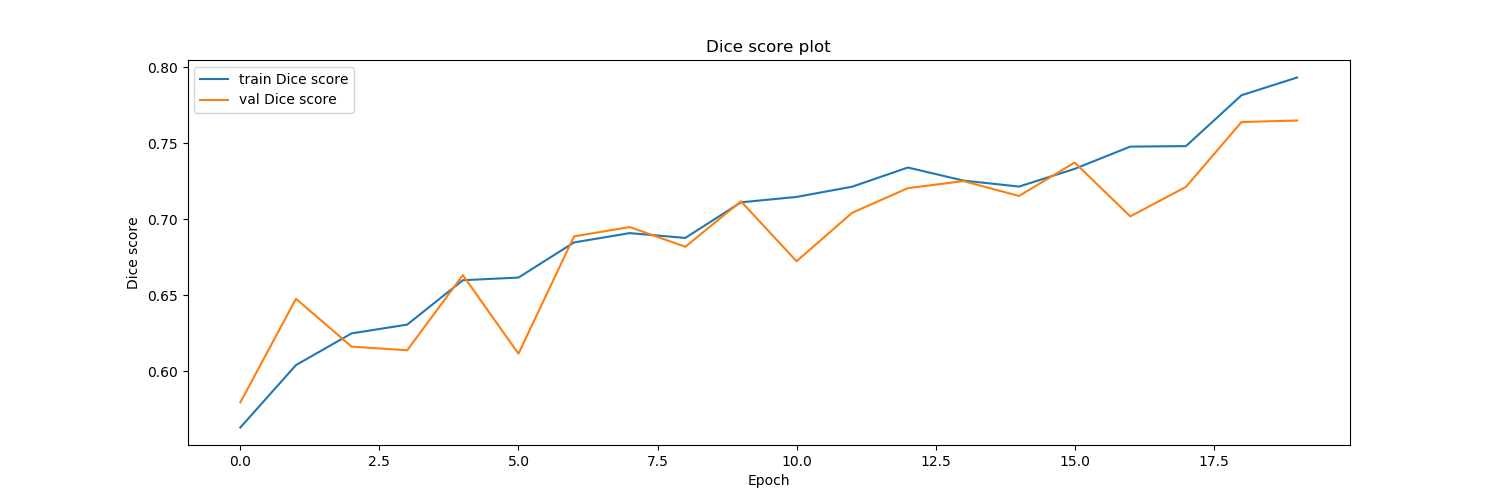 Dice score plot
train Dice score
val Dice score
0.80
0.75
0.70
0.65
0.60
Dice score
0.0 2.5 5.0 7.5 10.0 12.5 15.0 17.5
Epoch